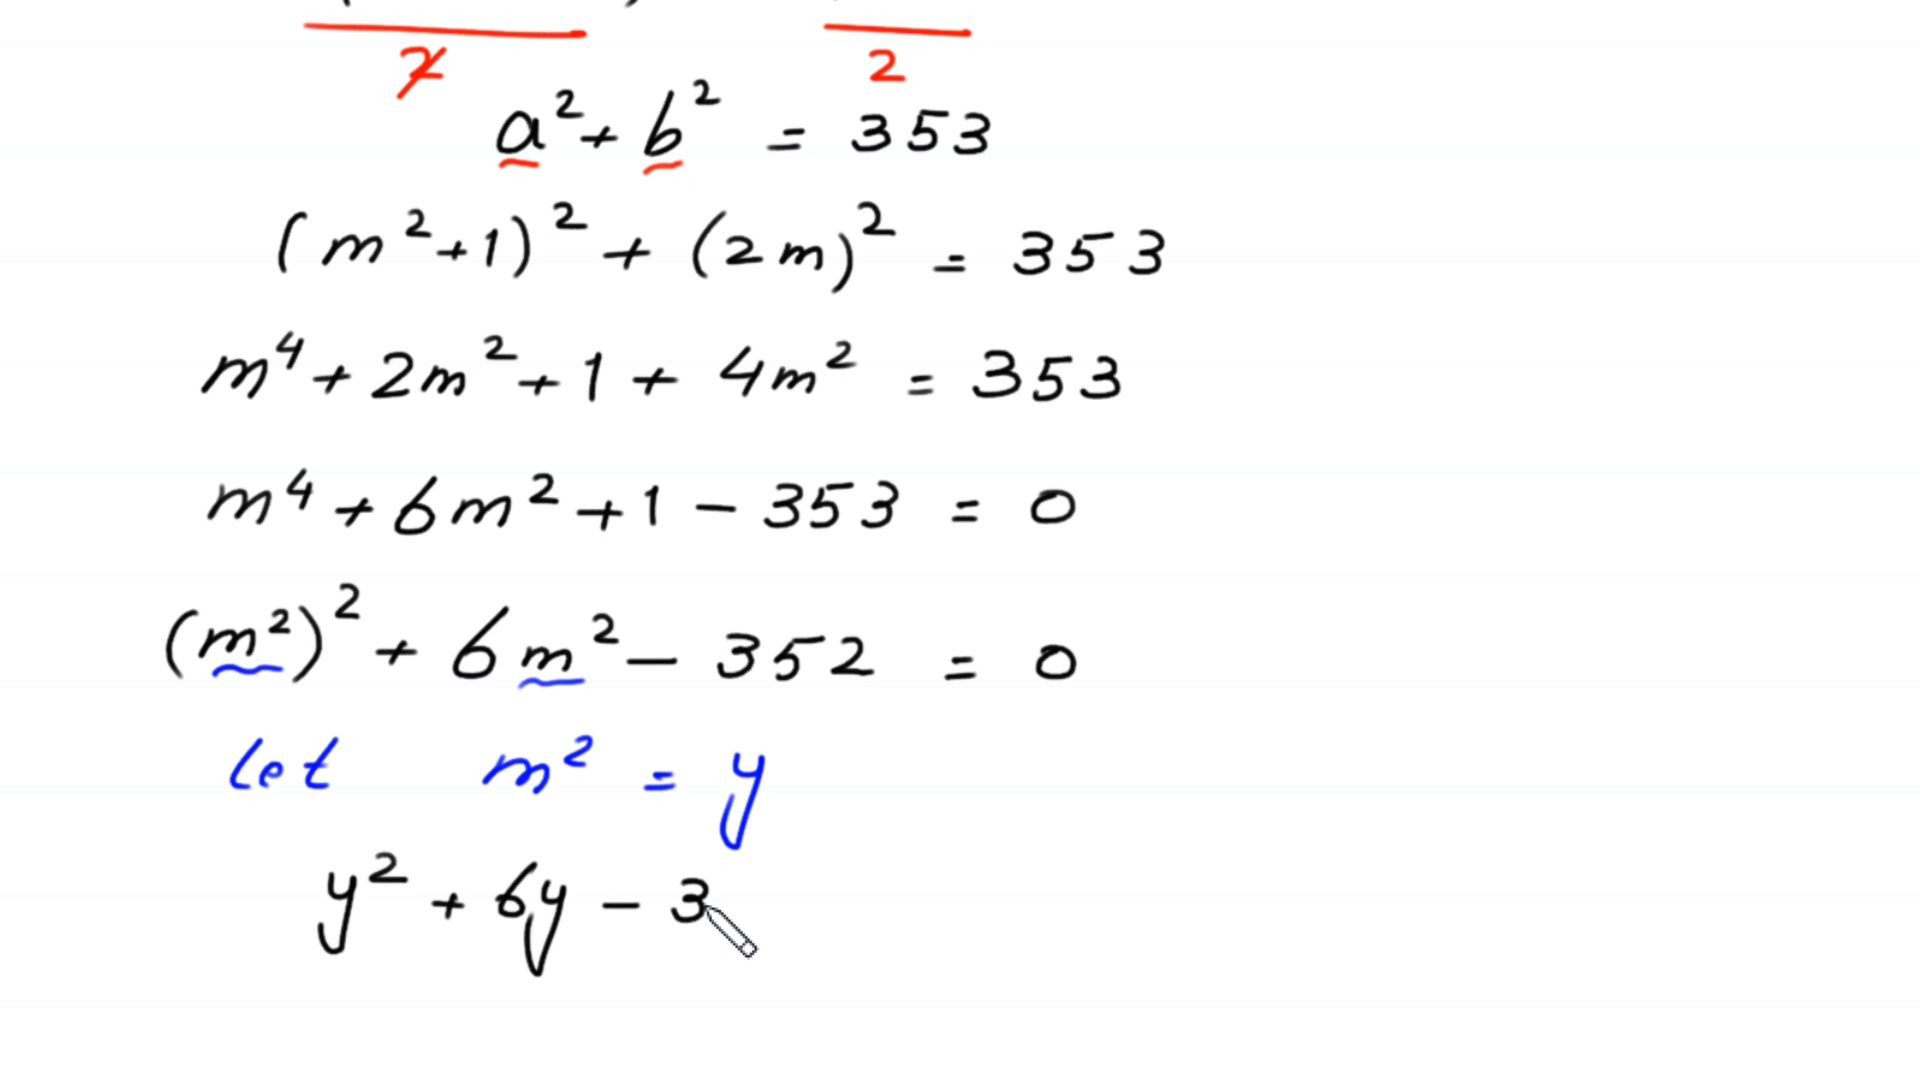 2 2
a² + b² = 353
(m² + 1)² + (2m)² = 353
m⁴ + 2m² + 1 + 4m² = 353
m⁴ + 6m² + 1 - 353 = 0
(m²)² + 6m² - 352 = 0
let m² = y
y² + 6y - 3